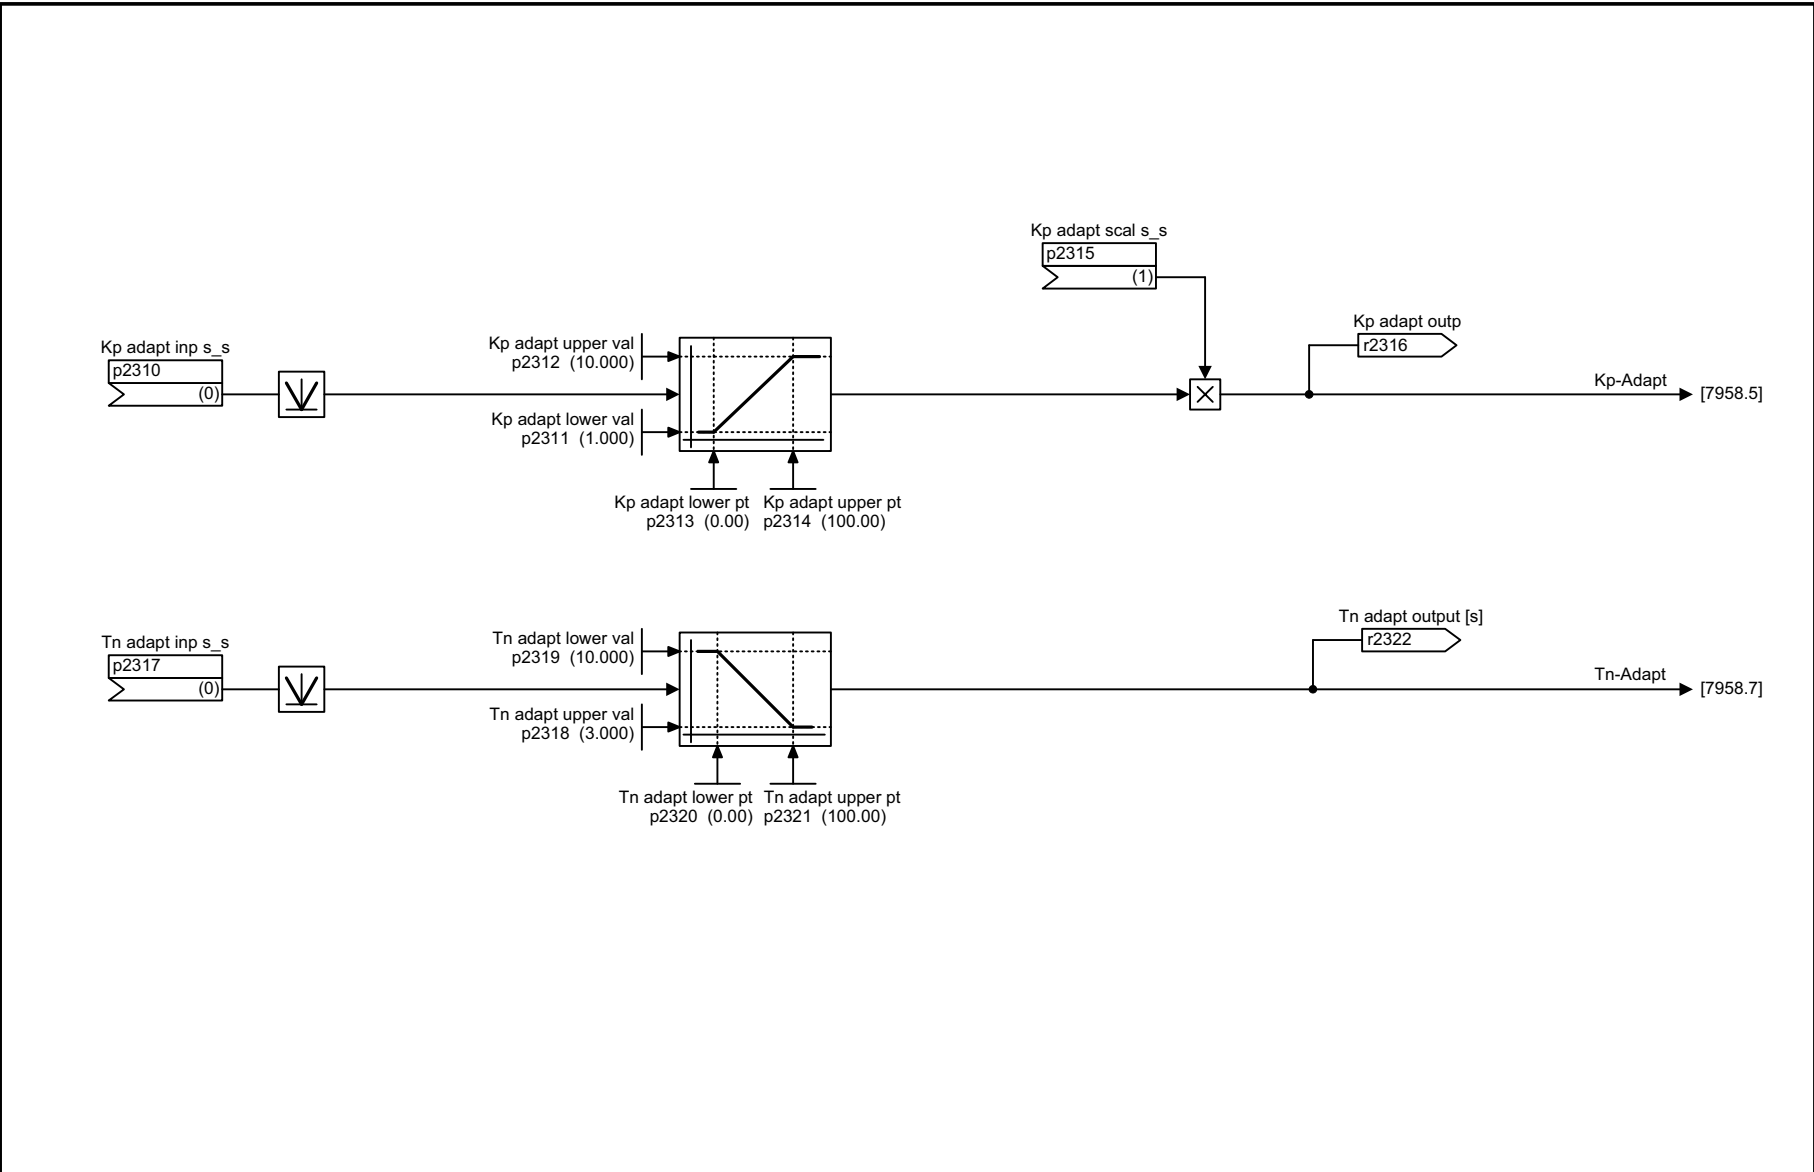 Kp adapt scal s_s
p2315
(1)
Kp adapt outp
r2316
Kp adapt inp s_s
p2310
(0)
Kp adapt upper val
p2312 (10.000)
Kp adapt lower val
p2311 (1.000)
Kp-Adapt
[7958.5]
Kp adapt lower pt
p2313 (0.00)
Kp adapt upper pt
p2314 (100.00)
Tn adapt output [s]
r2322
Tn adapt inp s_s
p2317
(0)
Tn adapt lower val
p2319 (10.000)
Tn adapt upper val
p2318 (3.000)
Tn-Adapt
[7958.7]
Tn adapt lower pt
p2320 (0.00)
Tn adapt upper pt
p2321 (100.00)